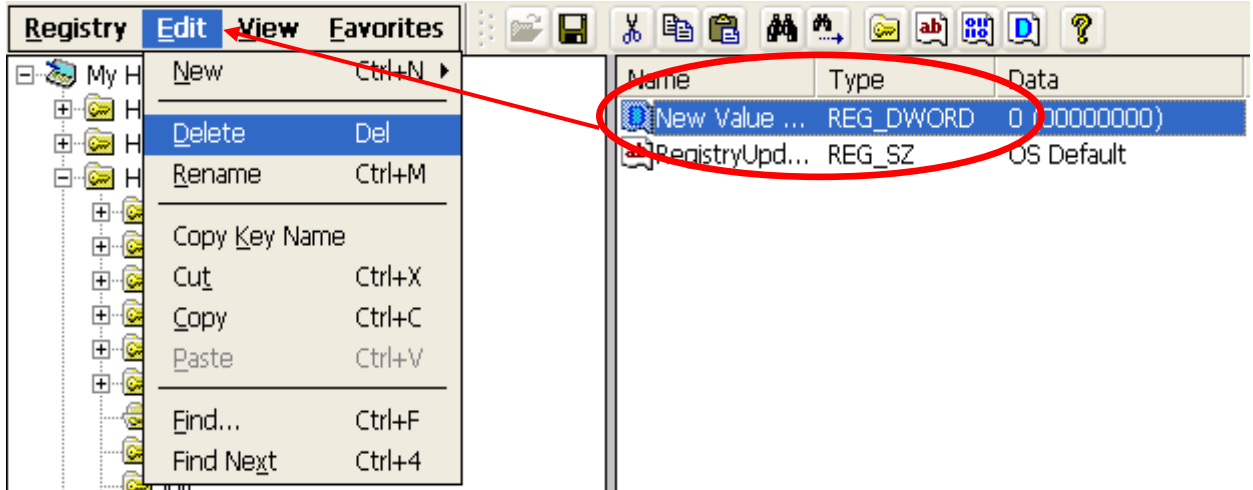 Registry Edit View Favorites
My H
H
H
H
New Ctrl+N
Delete Del
Rename Ctrl+M
Copy Key Name
Cut Ctrl+X
Copy Ctrl+C
Paste Ctrl+V
Find... Ctrl+F
Find Next Ctrl+4
Name Type Data
New Value ... REG_DWORD 0 (00000000)
RegistryUpd... REG_SZ OS Default